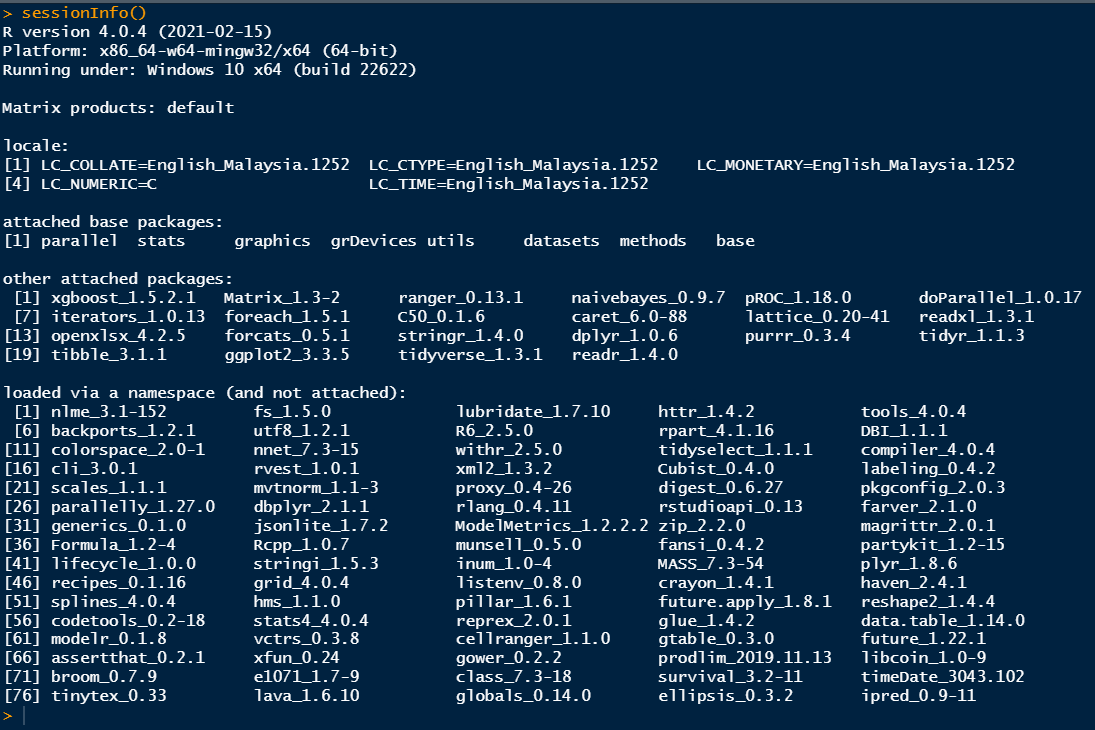 > sessionInfo()
R version 4.0.4 (2021-02-15)
Platform: x86_64-w64-mingw32/x64 (64-bit)
Running under: Windows 10 x64 (build 22622)
Matrix products: default
locale:
[1] LC_COLLATE=English_Malaysia.1252  LC_CTYPE=English_Malaysia.1252    LC_MONETARY=English_Malaysia.1252
[4] LC_NUMERIC=C                      LC_TIME=English_Malaysia.1252
attached base packages:
[1] parallel  stats     graphics  grDevices utils     datasets  methods   base
other attached packages:
 [1] xgboost_1.5.2.1   Matrix_1.3-2      ranger_0.13.1     naivebayes_0.9.7  pROC_1.18.0       doParallel_1.0.17
 [7] iterators_1.0.13  foreach_1.5.1     C50_0.1.6         caret_6.0-88      lattice_0.20-41   readxl_1.3.1
[13] openxlsx_4.2.5    forcats_0.5.1     stringr_1.4.0     dplyr_1.0.6       purrr_0.3.4       tidyr_1.1.3
[19] tibble_3.1.1      ggplot2_3.3.5     tidyverse_1.3.1   readr_1.4.0
loaded via a namespace (and not attached):
 [1] nlme_3.1-152         fs_1.5.0             lubridate_1.7.10     httr_1.4.2           tools_4.0.4
 [6] backports_1.2.1      utf8_1.2.1           R6_2.5.0             rpart_4.1.16         DBI_1.1.1
[11] colorspace_2.0-1     nnet_7.3-15          withr_2.5.0          tidyselect_1.1.1     compiler_4.0.4
[16] cli_3.0.1            rvest_1.0.1          xml2_1.3.2           Cubist_0.4.0         labeling_0.4.2
[21] scales_1.1.1         mvtnorm_1.1-3        proxy_0.4-26         digest_0.6.27        pkgconfig_2.0.3
[26] parallelly_1.27.0    dbplyr_2.1.1         rlang_0.4.11         rstudioapi_0.13      farver_2.1.0
[31] generics_0.1.0       jsonlite_1.7.2       ModelMetrics_1.2.2.2 zip_2.2.0            magrittr_2.0.1
[36] Formula_1.2-4        Rcpp_1.0.7           munsell_0.5.0        fansi_0.4.2          partykit_1.2-15
[41] lifecycle_1.0.0      stringi_1.5.3        inum_1.0-4           MASS_7.3-54          plyr_1.8.6
[46] recipes_0.1.16       grid_4.0.4           listenv_0.8.0        crayon_1.4.1         haven_2.4.1
[51] splines_4.0.4        hms_1.1.0            pillar_1.6.1         future.apply_1.8.1   reshape2_1.4.4
[56] codetools_0.2-18     stats4_4.0.4         reprex_2.0.1         glue_1.4.2           data.table_1.14.0
[61] modelr_0.1.8         vctrs_0.3.8          cellranger_1.1.0     gtable_0.3.0         future_1.22.1
[66] assertthat_0.2.1     xfun_0.24            gower_0.2.2          prodlim_2019.11.13   libcoin_1.0-9
[71] broom_0.7.9          e1071_1.7-9          class_7.3-18         survival_3.2-11      timeDate_3043.102
[76] tinytex_0.33         lava_1.6.10          globals_0.14.0       ellipsis_0.3.2       ipred_0.9-11
>